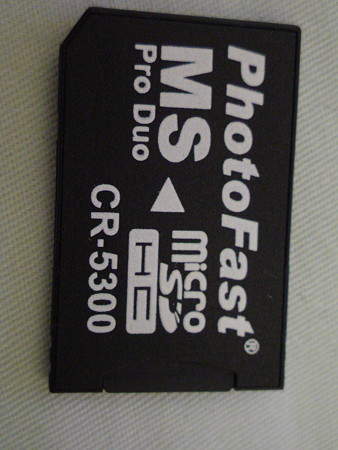 PhotoFast®
MS ◀ micro SD HC
Pro Duo
CR-5300